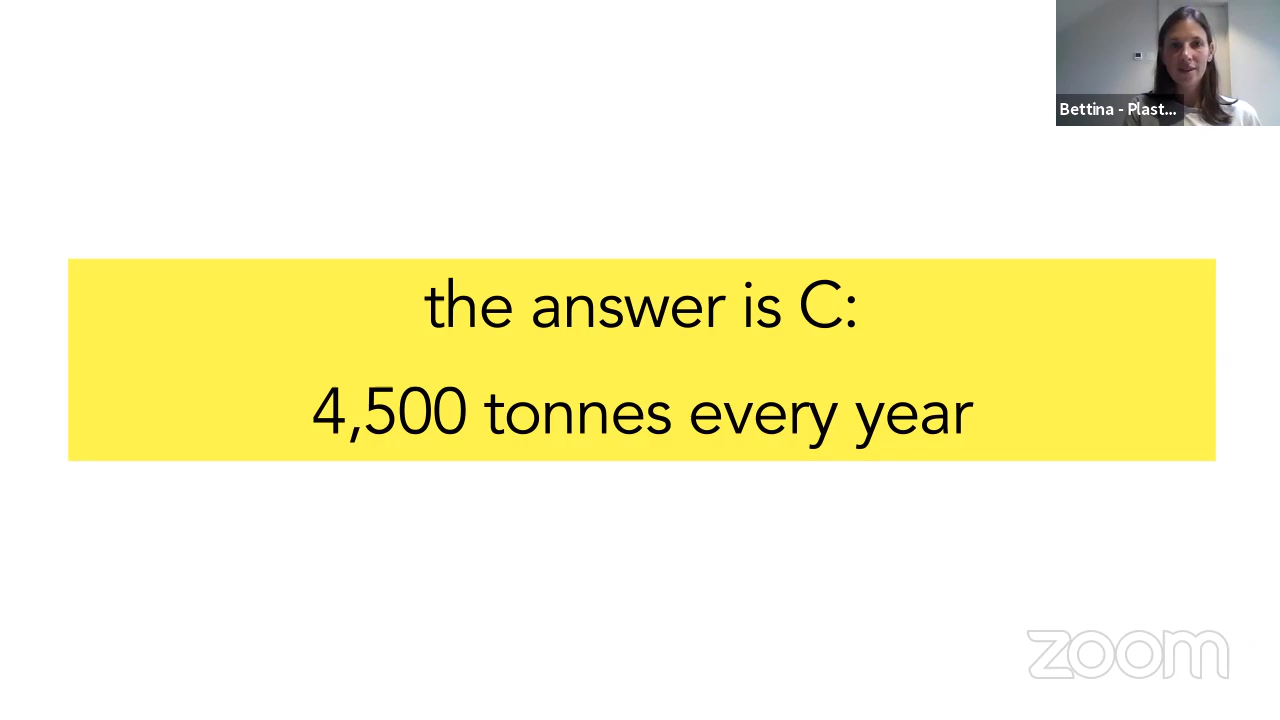 Bettina - Plast...
the answer is C:
4,500 tonnes every year
zoom